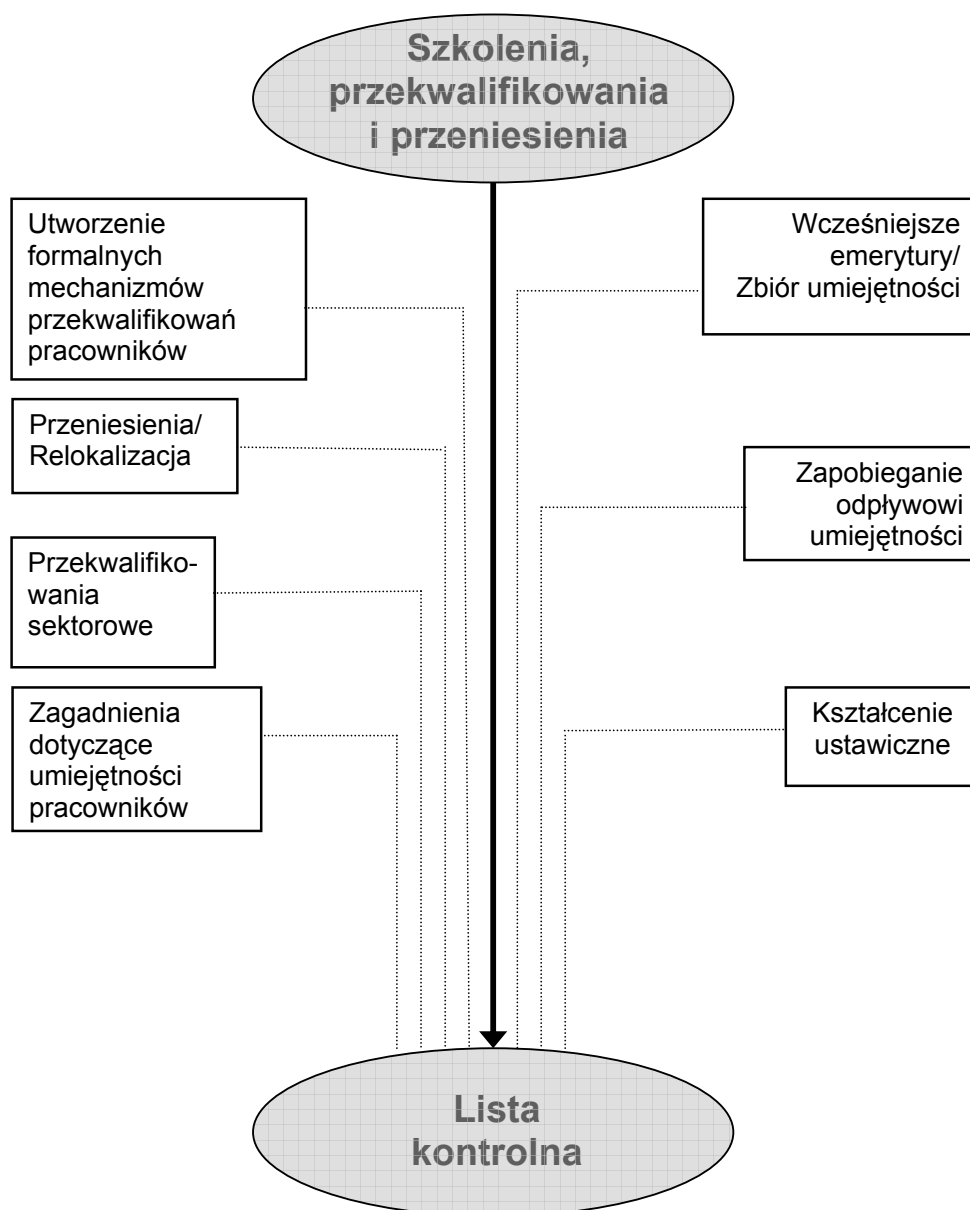 Szkolenia,
przekwalifikowania
i przeniesienia
Utworzenie
formalnych
mechanizmów
przekwalifikowań
pracowników
Wcześniejsze
emerytury/
Zbiór umiejętności
Przeniesienia/
Relokalizacja
Zapobieganie
odpływowi
umiejętności
Przekwalifiko-
wania
sektorowe
Zagadnienia
dotyczące
umiejętności
pracowników
Kształcenie
ustawiczne
Lista
kontrolna